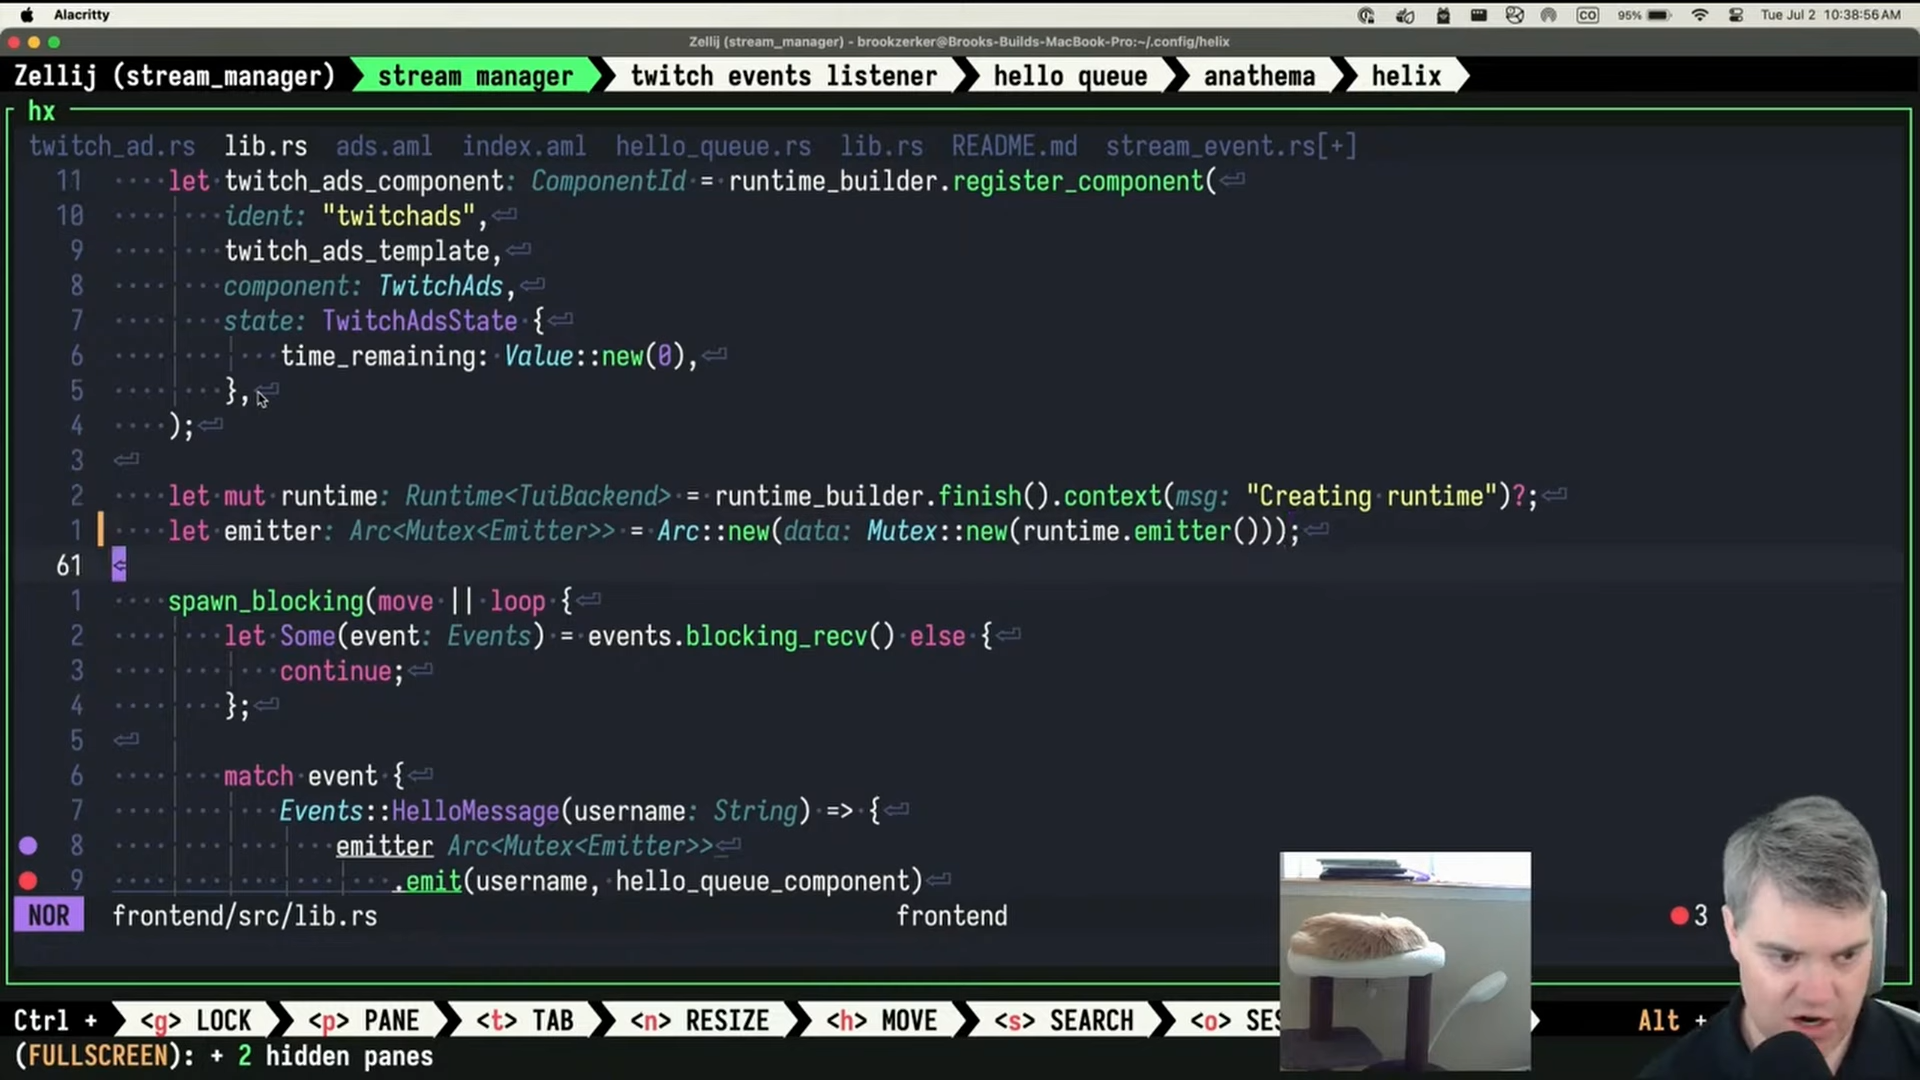 Alacritty
CO 95% Tue Jul 2 10:38:56 AM
Zellij (stream_manager) - brookzerker@Brooks-Builds-MacBook-Pro:~/.config/helix
Zellij (stream_manager) stream manager twitch events listener hello queue anathema helix
hx
twitch_ad.rs lib.rs ads.aml index.aml hello_queue.rs lib.rs README.md stream_event.rs[+]
11 let twitch_ads_component: ComponentId = runtime_builder.register_component(
10 ident: "twitchads",
9 twitch_ads_template,
8 component: TwitchAds,
7 state: TwitchAdsState {
6 time_remaining: Value::new(0),
5 },
4 );
3
2 let mut runtime: Runtime<TuiBackend> = runtime_builder.finish().context(msg: "Creating runtime")?;
1 let emitter: Arc<Mutex<Emitter>> = Arc::new(data: Mutex::new(runtime.emitter()));
61
1 spawn_blocking(move || loop {
2 let Some(event: Events) = events.blocking_recv() else {
3 continue;
4 };
5
6 match event {
7 Events::HelloMessage(username: String) => {
8 emitter Arc<Mutex<Emitter>>
9 .emit(username, hello_queue_component)
NOR frontend/src/lib.rs frontend 3
Ctrl + <g> LOCK <p> PANE <t> TAB <n> RESIZE <h> MOVE <s> SEARCH <o> SES Alt +
(FULLSCREEN): + 2 hidden panes